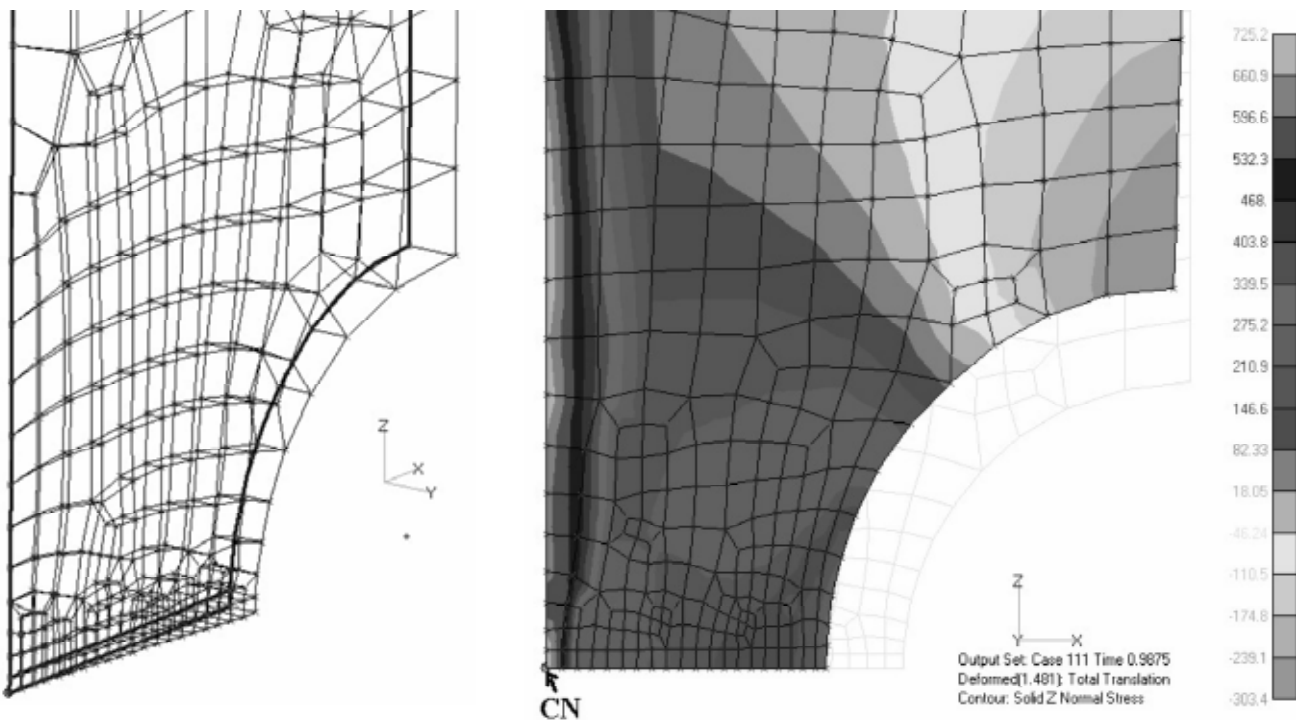 Z
X
Y
725.2
660.9
596.6
532.3
468.
403.8
339.5
275.2
210.9
146.6
82.33
18.05
-46.24
-110.5
-174.8
-239.1
-303.4
Z
Y
X
Output Set: Case 111 Time 0.9875
Deformed(1.481): Total Translation
Contour: Solid Z Normal Stress
CN